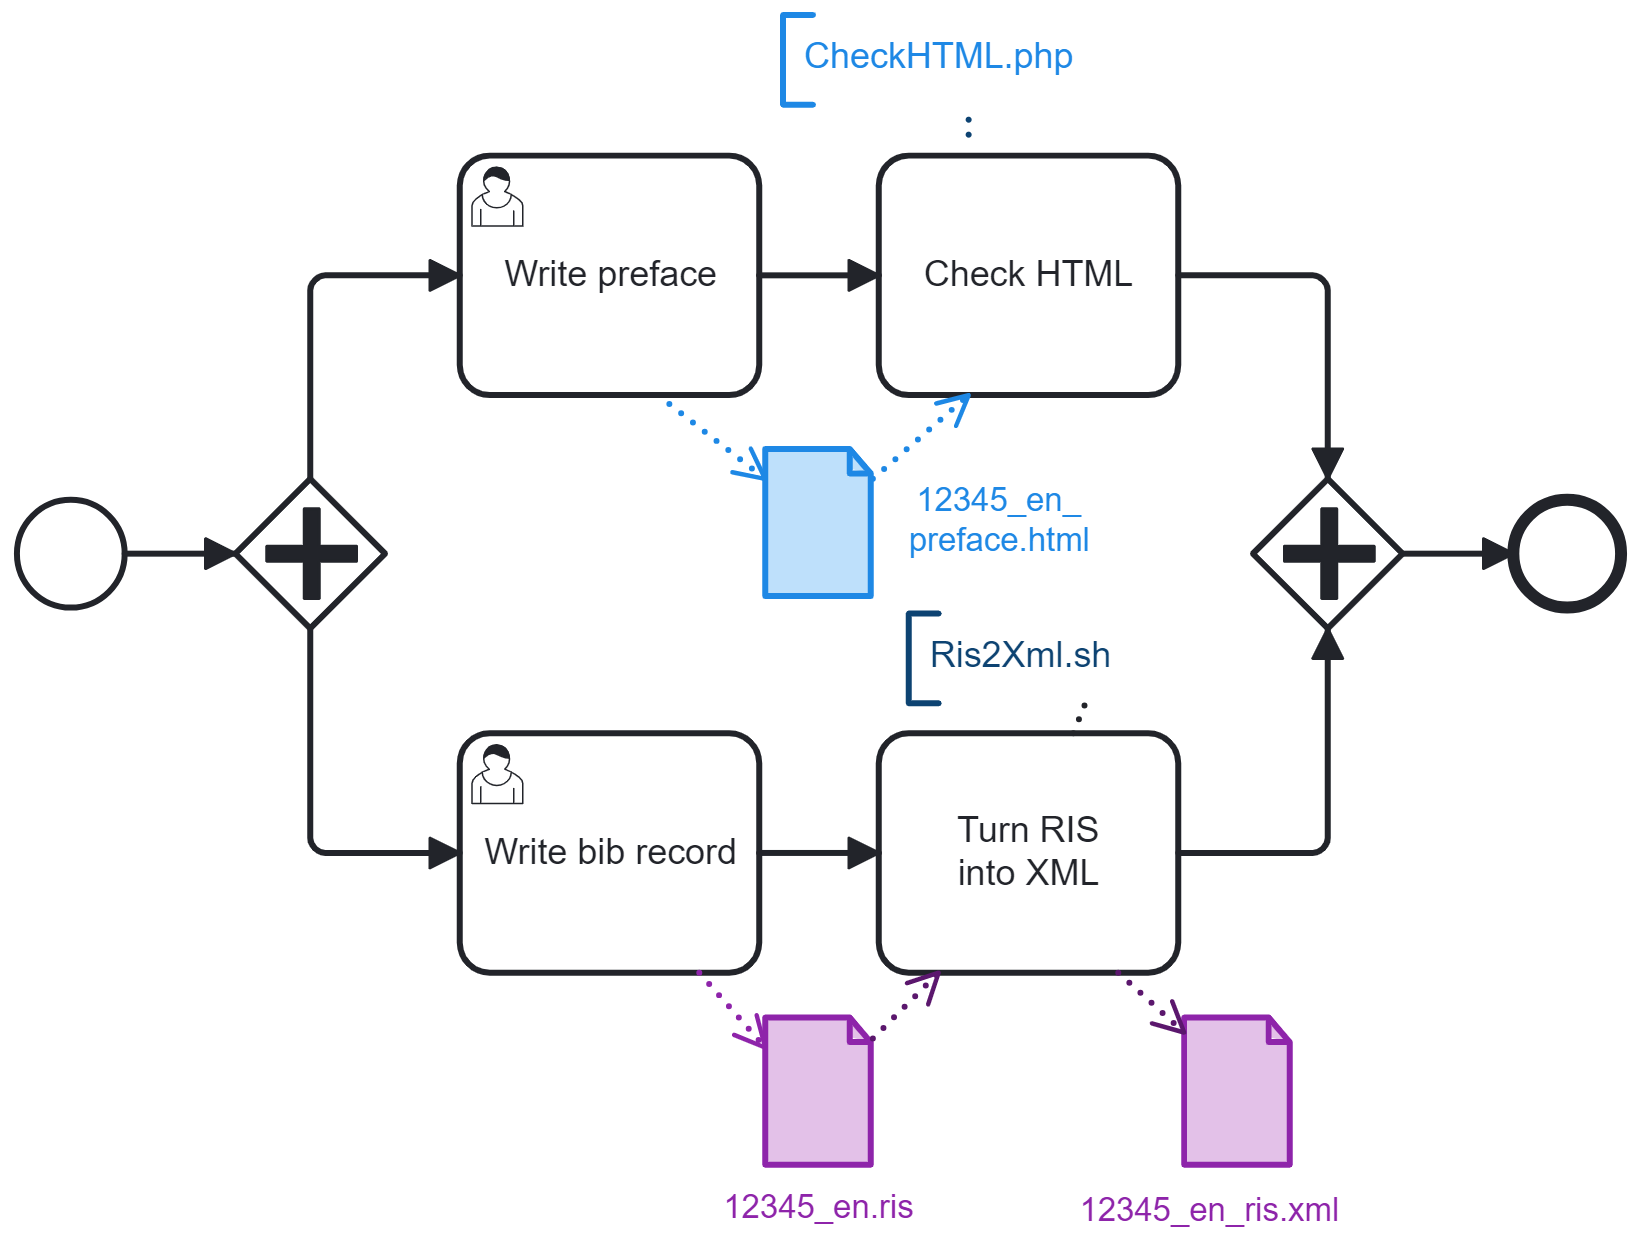 CheckHTML.php
Write preface
Check HTML
12345_en_
preface.html
Ris2Xml.sh
Write bib record
Turn RIS
into XML
12345_en.ris
12345_en_ris.xml